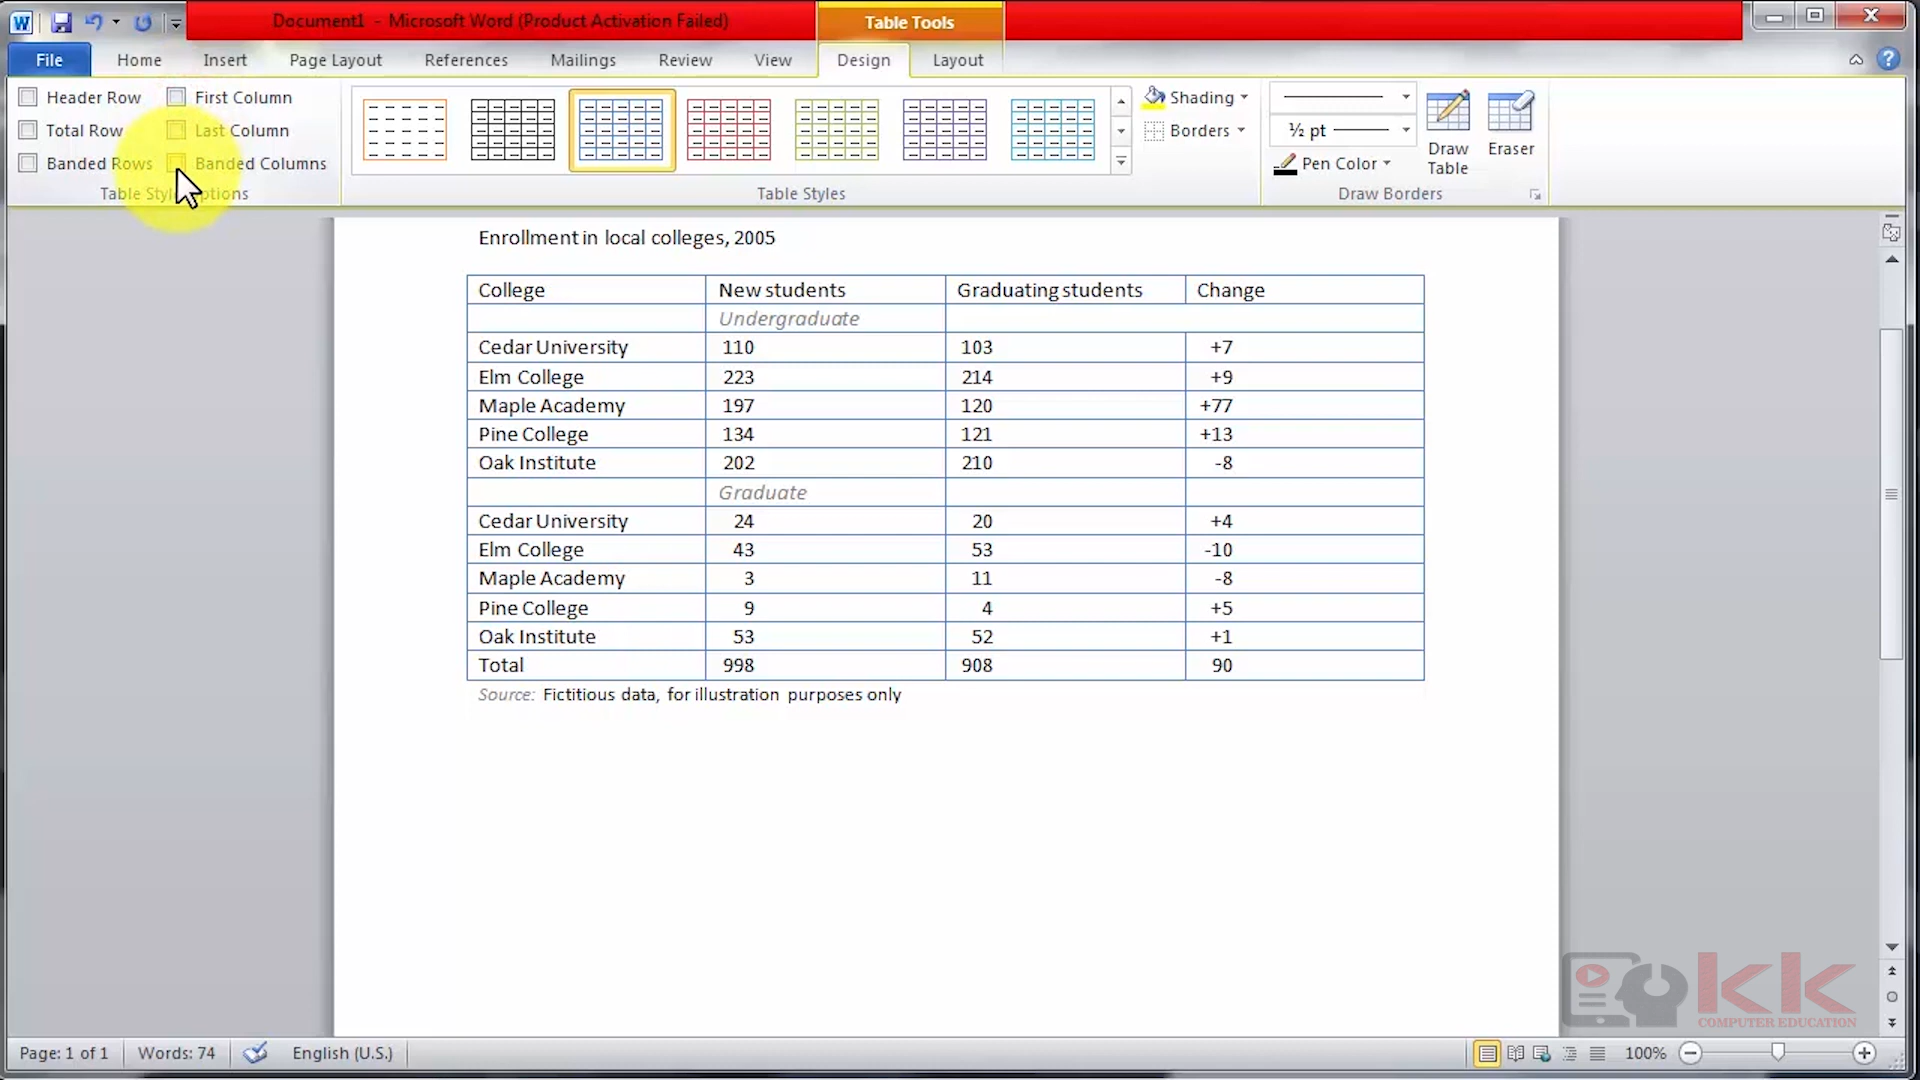 Document1 - Microsoft Word (Product Activation Failed)
Table Tools
File Home Insert Page Layout References Mailings Review View Design Layout
Header Row First Column
Total Row Last Column
Banded Rows Banded Columns
Table Style Options
Table Styles
Shading
Borders
½ pt
Pen Color
Draw Table
Eraser
Draw Borders
Enrollment in local colleges, 2005
College New students Graduating students Change
Undergraduate
Cedar University 110 103 +7
Elm College 223 214 +9
Maple Academy 197 120 +77
Pine College 134 121 +13
Oak Institute 202 210 -8
Graduate
Cedar University 24 20 +4
Elm College 43 53 -10
Maple Academy 3 11 -8
Pine College 9 4 +5
Oak Institute 53 52 +1
Total 998 908 90
Source: Fictitious data, for illustration purposes only
kk
COMPUTER EDUCATION
Page: 1 of 1 Words: 74 English (U.S.) 100%